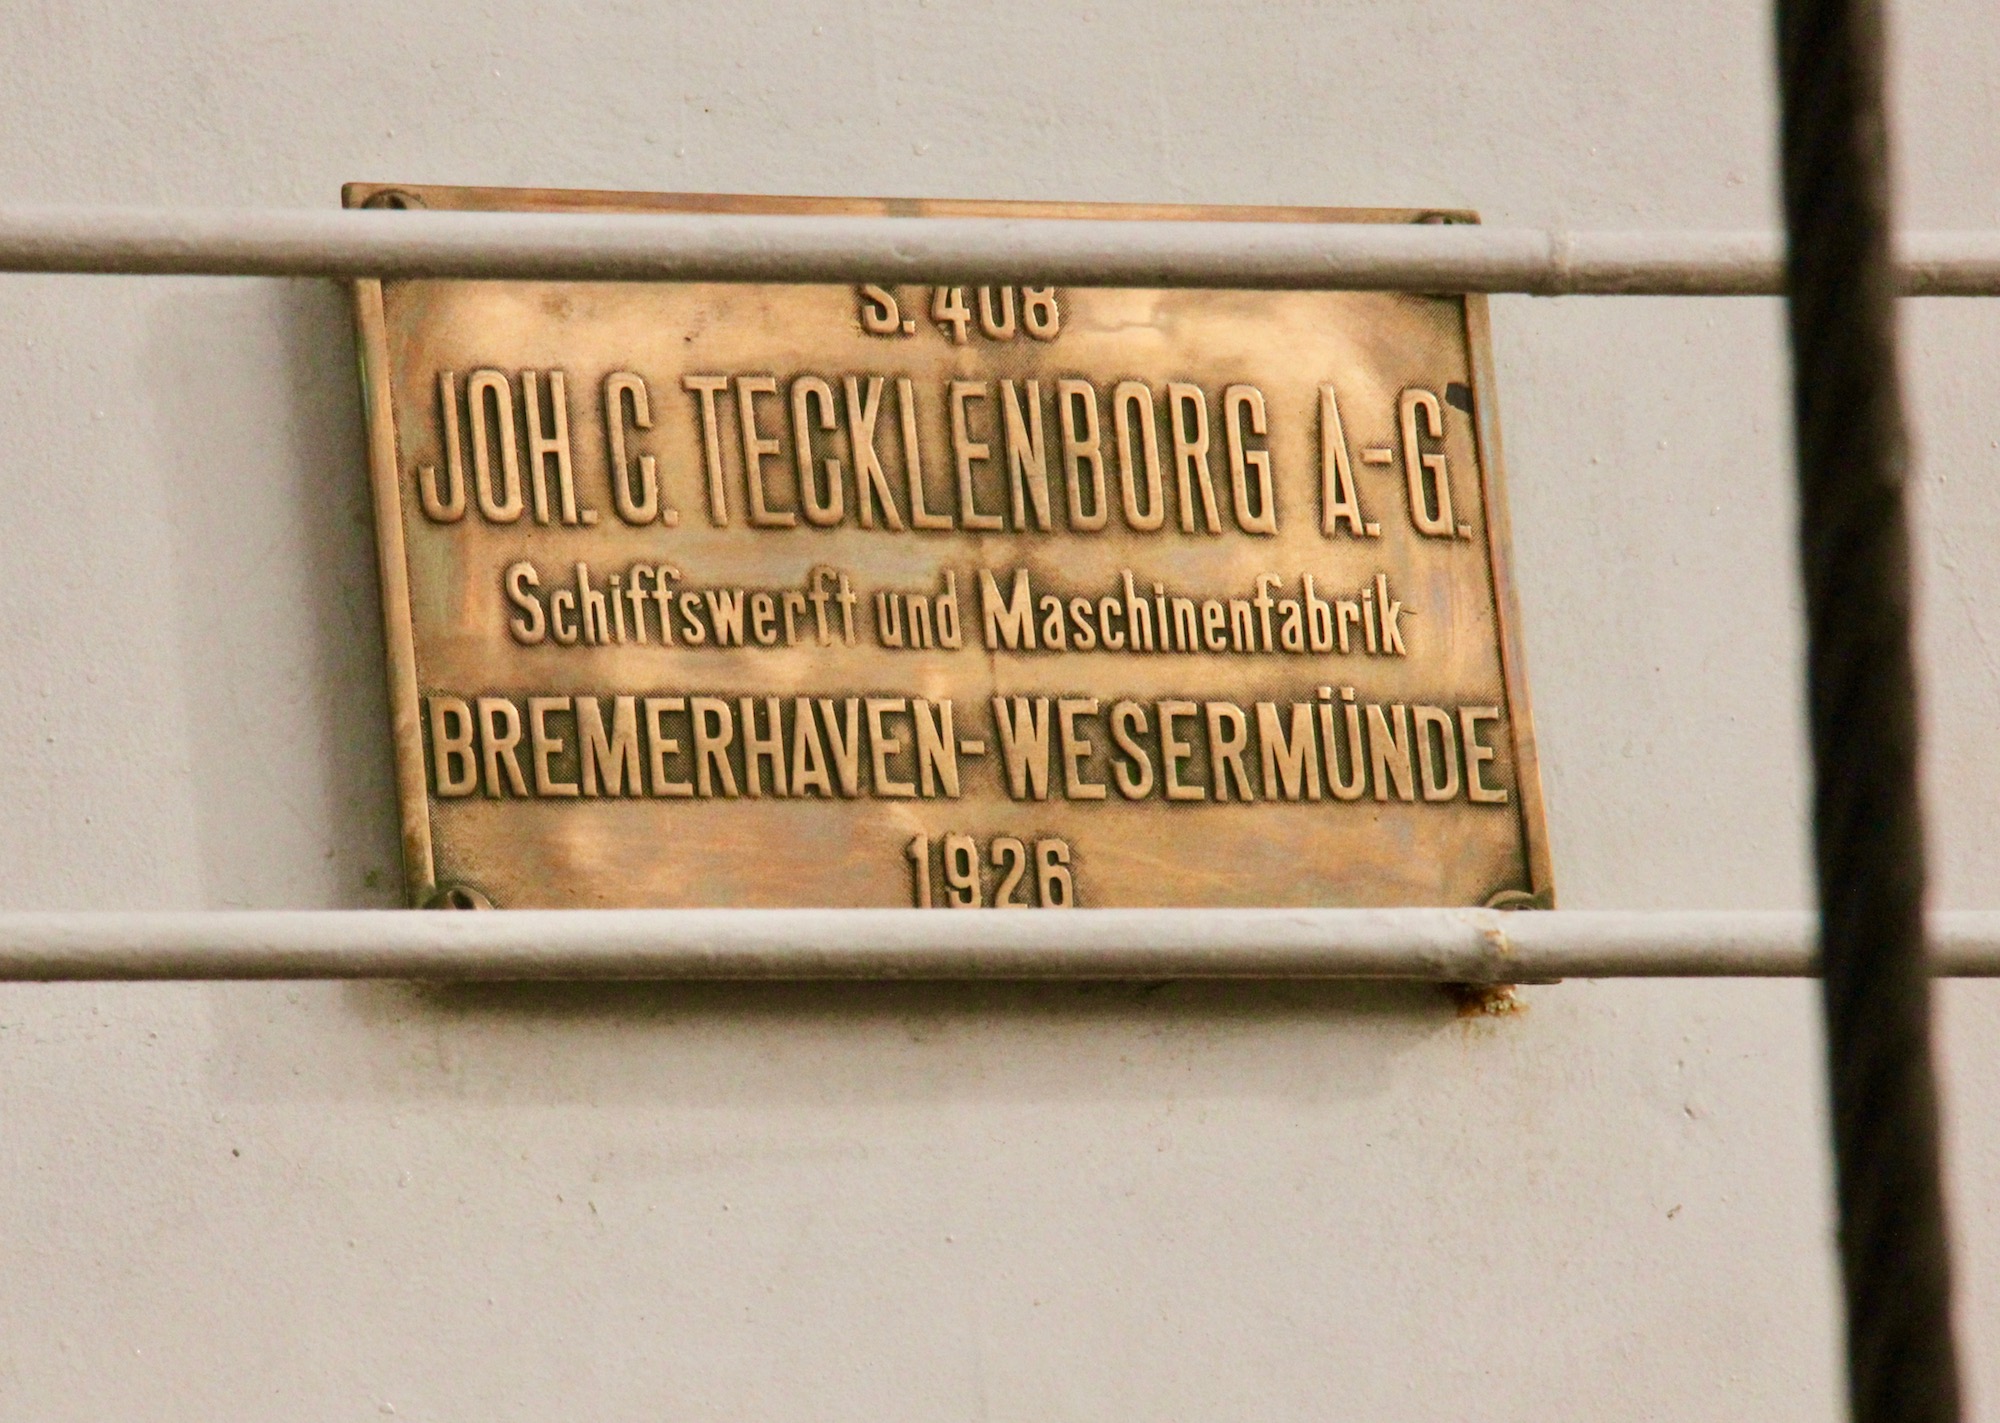 S. 408
JOH. C. TECKLENBORG A.-G.
Schiffswerft und Maschinenfabrik
BREMERHAVEN-WESERMÜNDE
1926